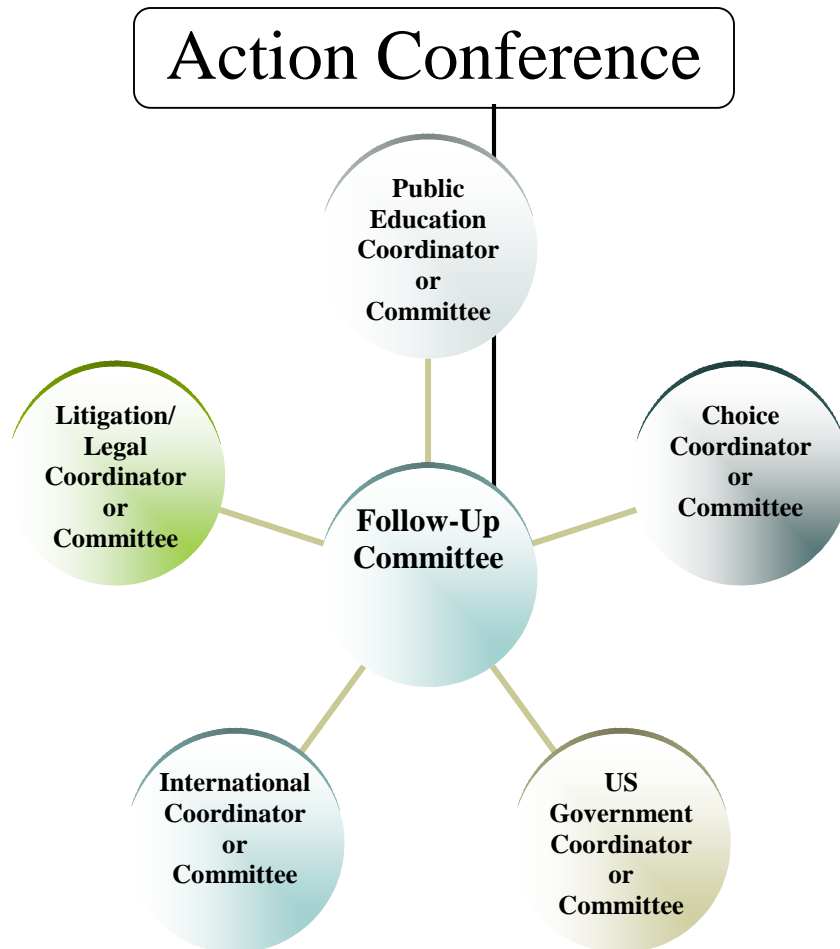 Action Conference
Public
Education
Coordinator
or
Committee
Litigation/
Legal
Coordinator
or
Committee
Choice
Coordinator
or
Committee
Follow-Up
Committee
International
Coordinator
or
Committee
US
Government
Coordinator
or
Committee